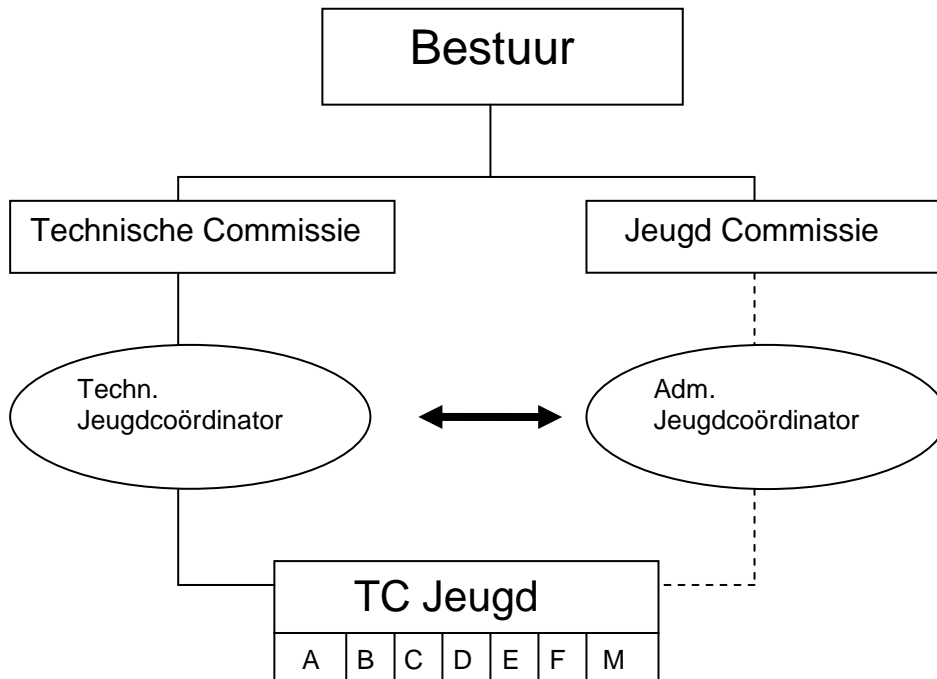 Bestuur
Technische Commissie
Jeugd Commissie
Techn.
Jeugdcoördinator
Adm.
Jeugdcoördinator
TC Jeugd
A B C D E F M